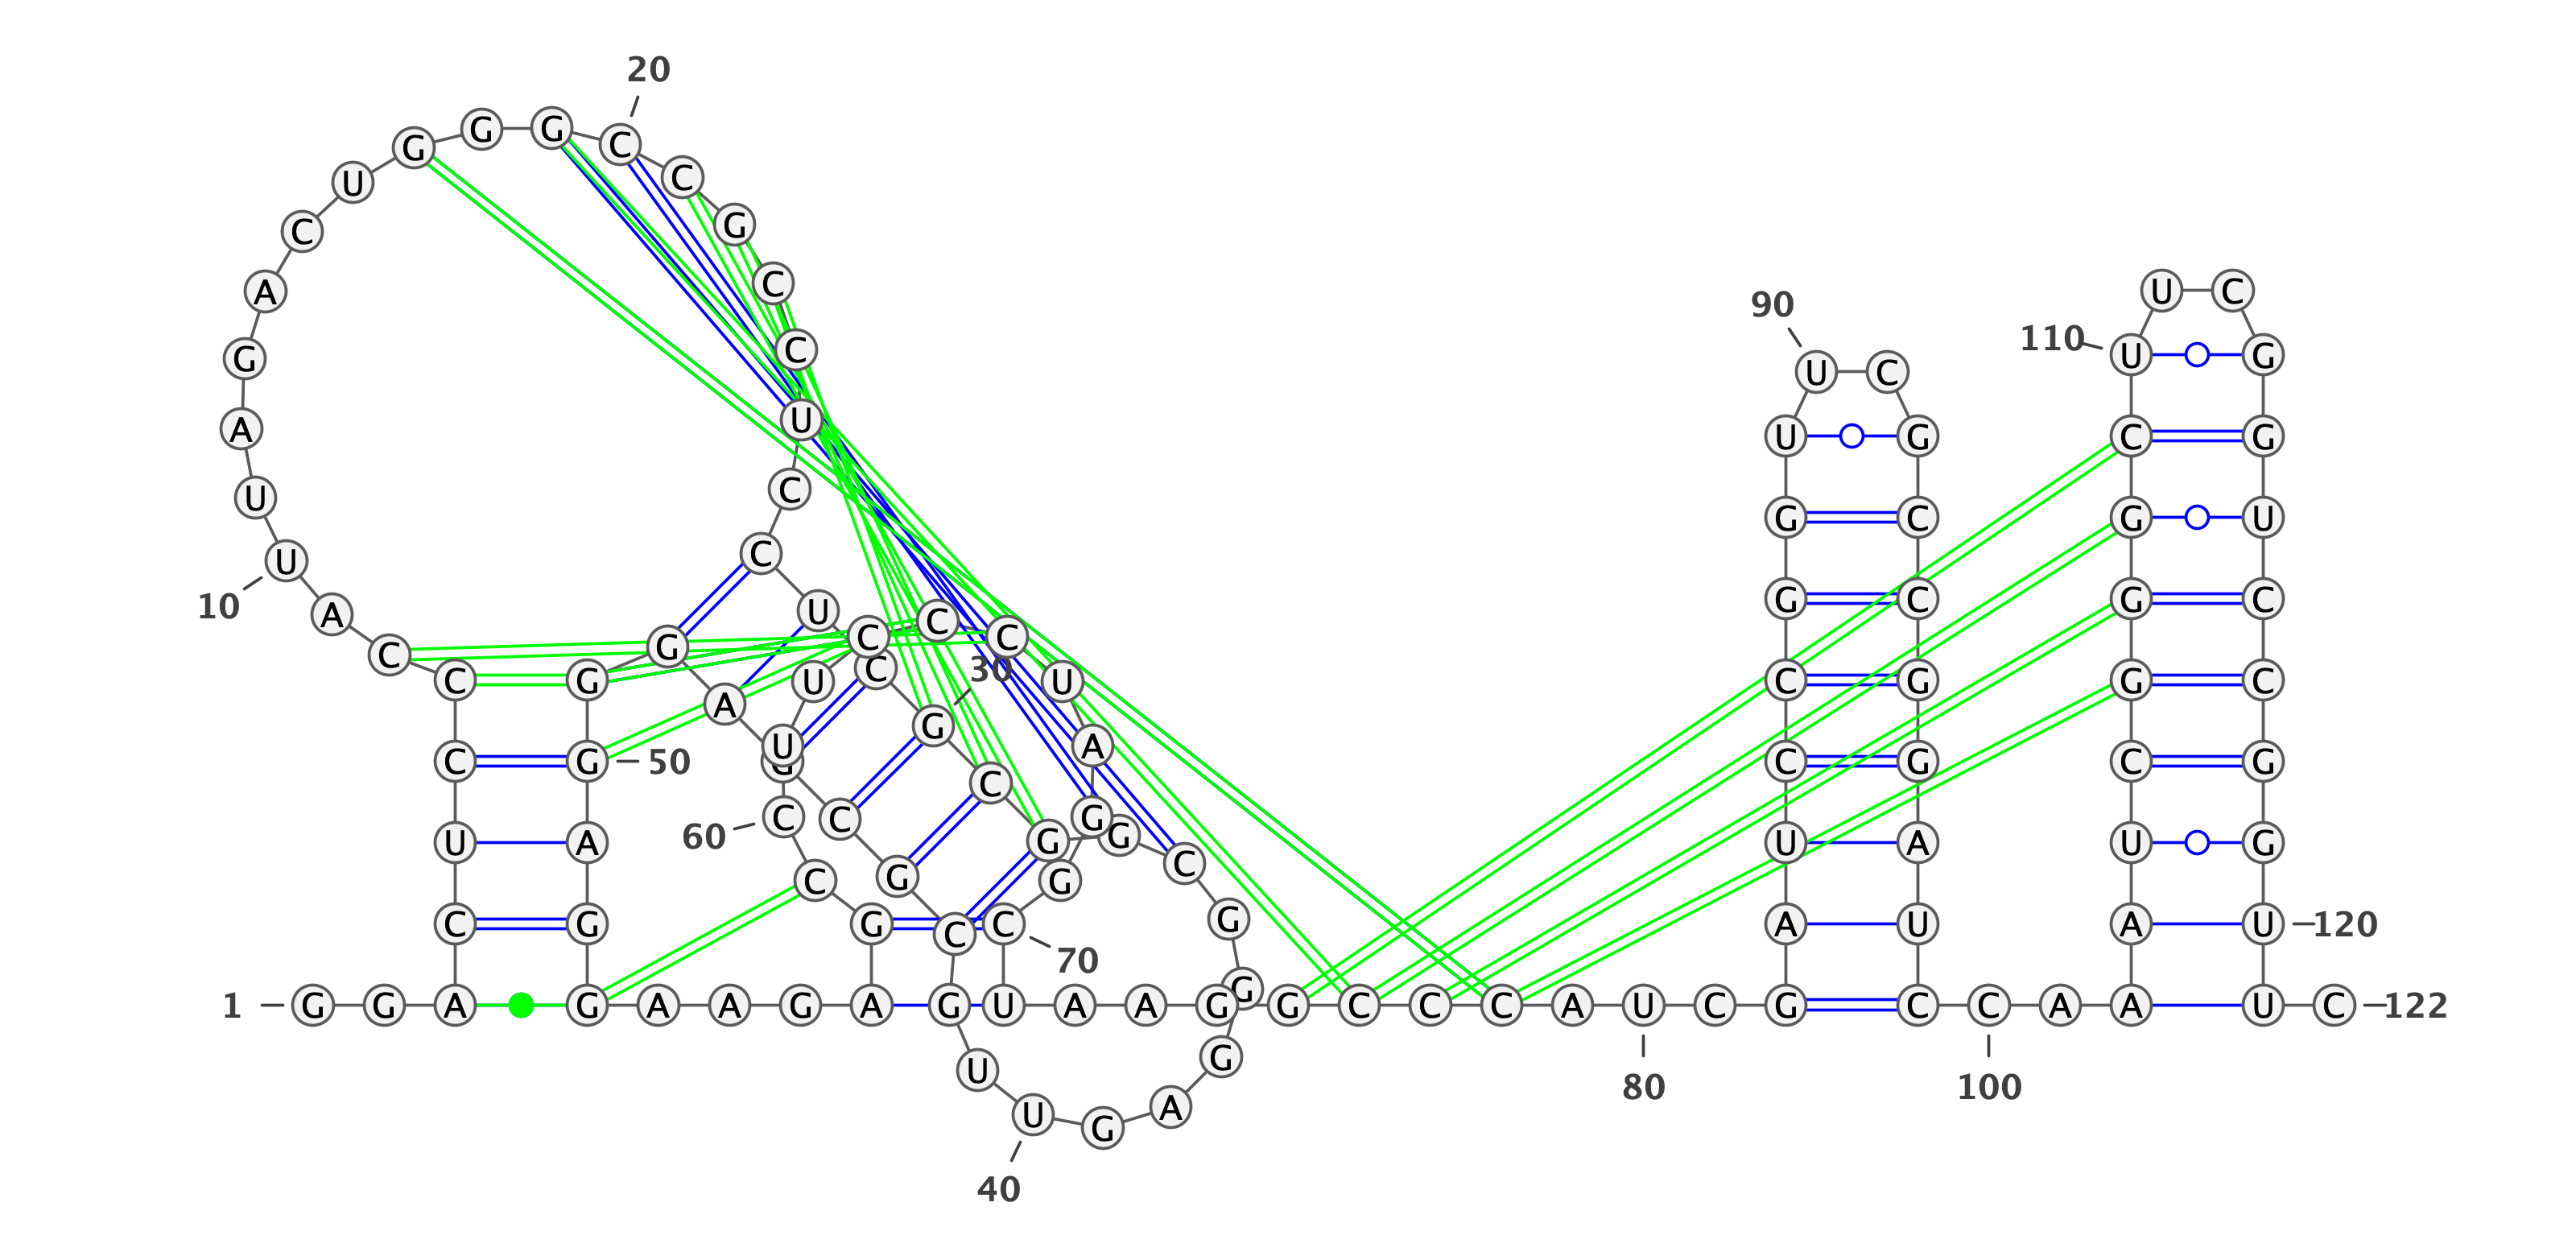 20
G G G C
U C
C G
A C U C
90
110
G C U G
U C
A U U G C G
U C G C G U
U C
G C G C
10 A U C
C C
C G C 30
C G U U C G G C
A G
U A
C G 50 G C G C G
C
C C G
60 G G
U A U A U G
C
C G G
C G G C C G A U A U 120
70
G
1 G G A G A A G A G U A A G G C C C A U C G C C A A U C 122
G
U
80 100
U G A
40